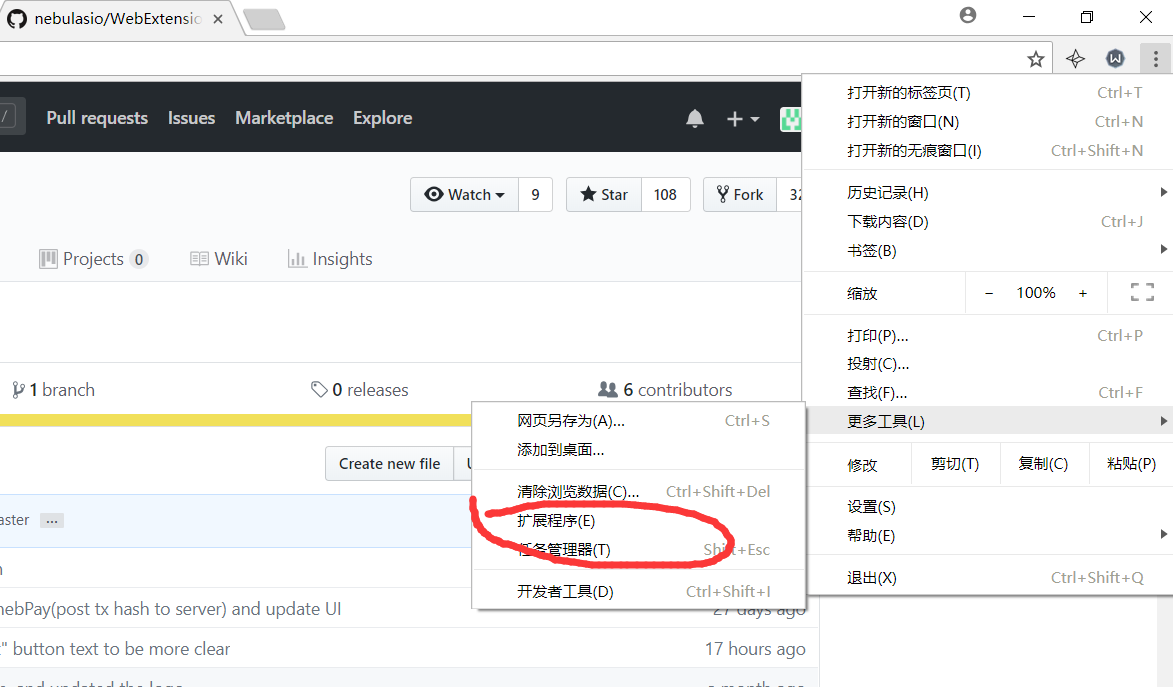 nebulasio/WebExtensio
/
Pull requests Issues Marketplace Explore
Watch 9 Star 108 Fork 32
Projects 0 Wiki Insights
1 branch 0 releases 6 contributors
Create new file
...
nebPay(post tx hash to server) and update UI 27 days ago
" button text to be more clear 17 hours ago
and updated the logo a month ago
打开新的标签页(T) Ctrl+T
打开新的窗口(N) Ctrl+N
打开新的无痕窗口(I) Ctrl+Shift+N
历史记录(H)
下载内容(D) Ctrl+J
书签(B)
缩放 − 100% +
打印(P)... Ctrl+P
投射(C)...
查找(F)... Ctrl+F
更多工具(L)
修改 剪切(T) 复制(C) 粘贴(P)
设置(S)
帮助(E)
退出(X) Ctrl+Shift+Q
网页另存为(A)... Ctrl+S
添加到桌面...
清除浏览数据(C)... Ctrl+Shift+Del
扩展程序(E)
任务管理器(T) Shift+Esc
开发者工具(D) Ctrl+Shift+I